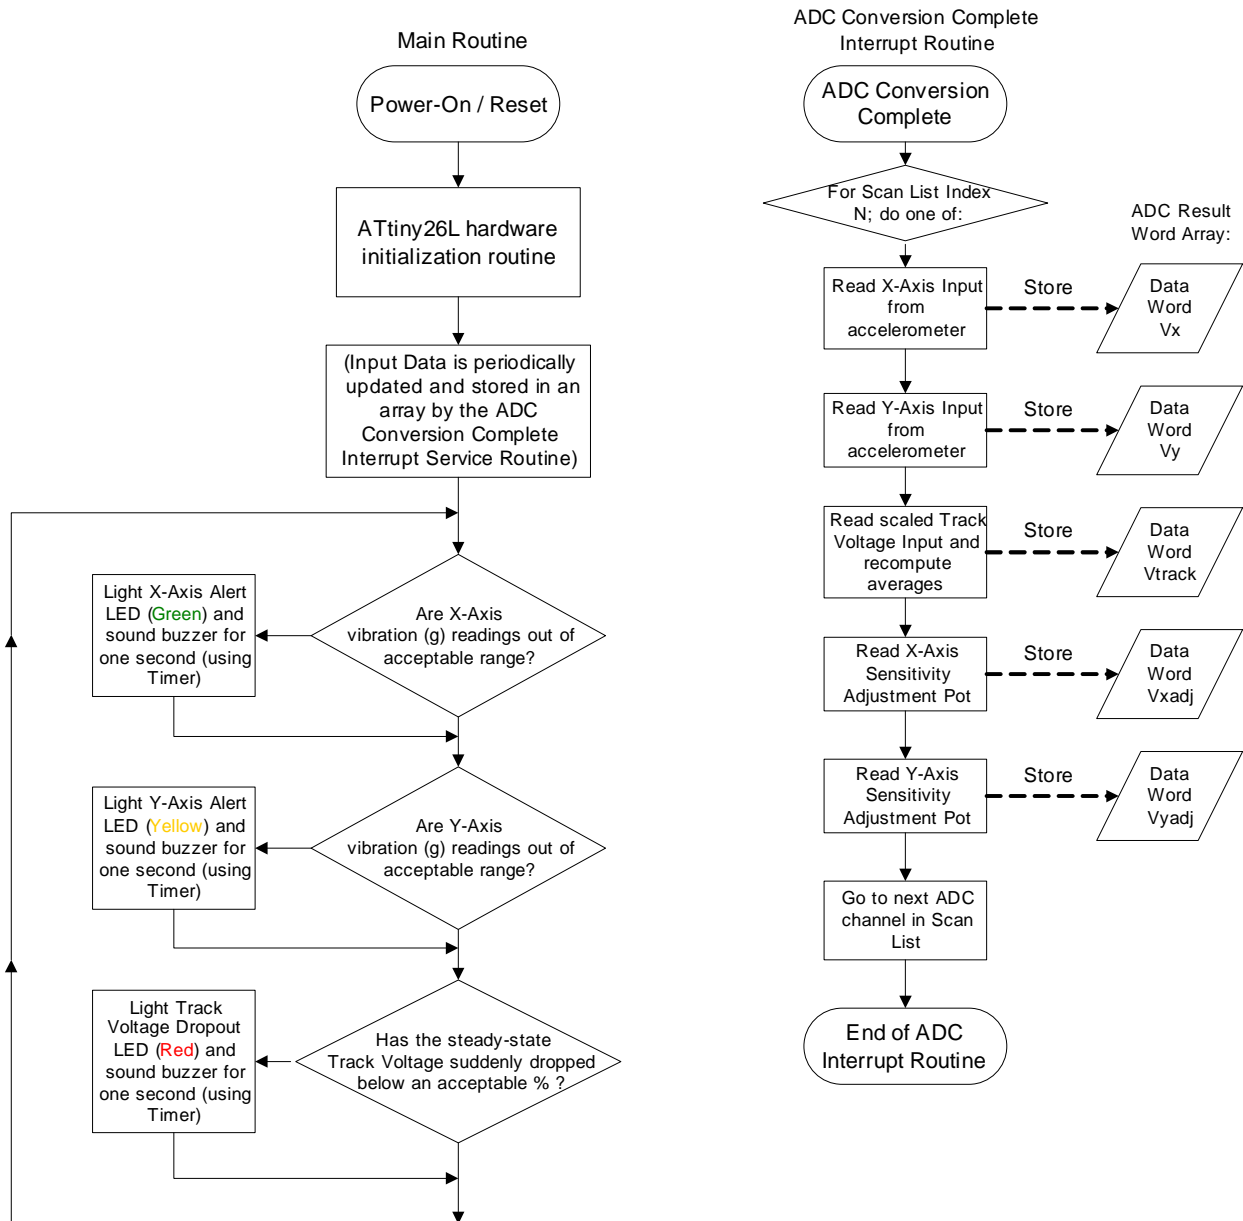 Main Routine
Power-On / Reset
ATtiny26L hardware
initialization routine
(Input Data is periodically
updated and stored in an
array by the ADC
Conversion Complete
Interrupt Service Routine)
Light X-Axis Alert
LED (Green) and
sound buzzer for
one second (using
Timer)
Are X-Axis
vibration (g) readings out of
acceptable range?
Light Y-Axis Alert
LED (Yellow) and
sound buzzer for
one second (using
Timer)
Are Y-Axis
vibration (g) readings out of
acceptable range?
Light Track
Voltage Dropout
LED (Red) and
sound buzzer for
one second (using
Timer)
Has the steady-state
Track Voltage suddenly dropped
below an acceptable % ?
ADC Conversion Complete
Interrupt Routine
ADC Conversion
Complete
For Scan List Index
N; do one of:
ADC Result
Word Array:
Read X-Axis Input
from
accelerometer
Store
Data
Word
Vx
Read Y-Axis Input
from
accelerometer
Store
Data
Word
Vy
Read scaled Track
Voltage Input and
recompute
averages
Store
Data
Word
Vtrack
Read X-Axis
Sensitivity
Adjustment Pot
Store
Data
Word
Vxadj
Read Y-Axis
Sensitivity
Adjustment Pot
Store
Data
Word
Vyadj
Go to next ADC
channel in Scan
List
End of ADC
Interrupt Routine